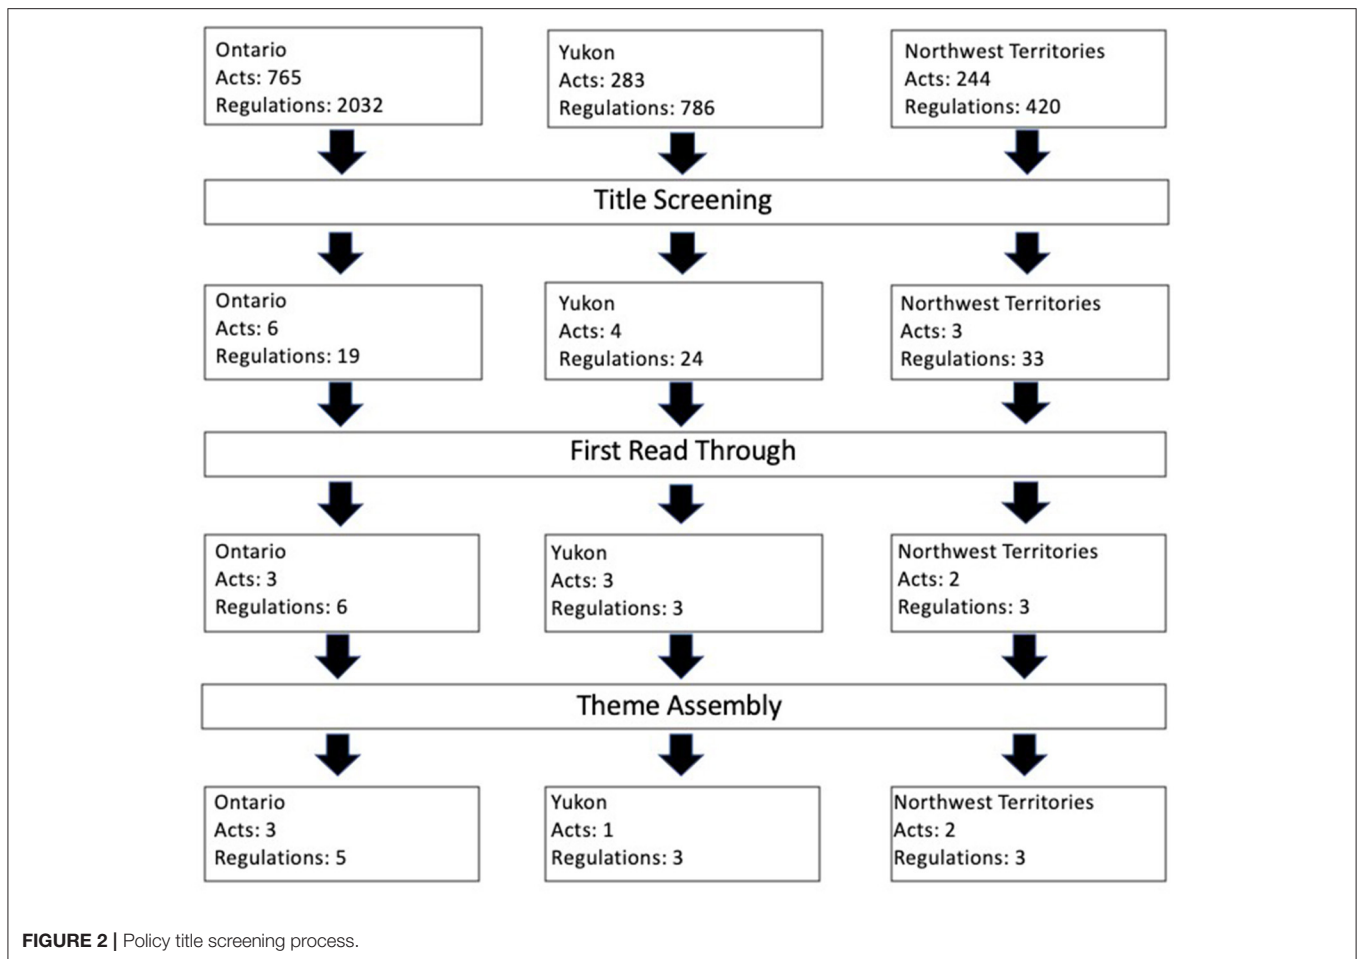 Ontario
Acts: 765
Regulations: 2032
Yukon
Acts: 283
Regulations: 786
Northwest Territories
Acts: 244
Regulations: 420
Title Screening
Ontario
Acts: 6
Regulations: 19
Yukon
Acts: 4
Regulations: 24
Northwest Territories
Acts: 3
Regulations: 33
First Read Through
Ontario
Acts: 3
Regulations: 6
Yukon
Acts: 3
Regulations: 3
Northwest Territories
Acts: 2
Regulations: 3
Theme Assembly
Ontario
Acts: 3
Regulations: 5
Yukon
Acts: 1
Regulations: 3
Northwest Territories
Acts: 2
Regulations: 3
FIGURE 2 | Policy title screening process.